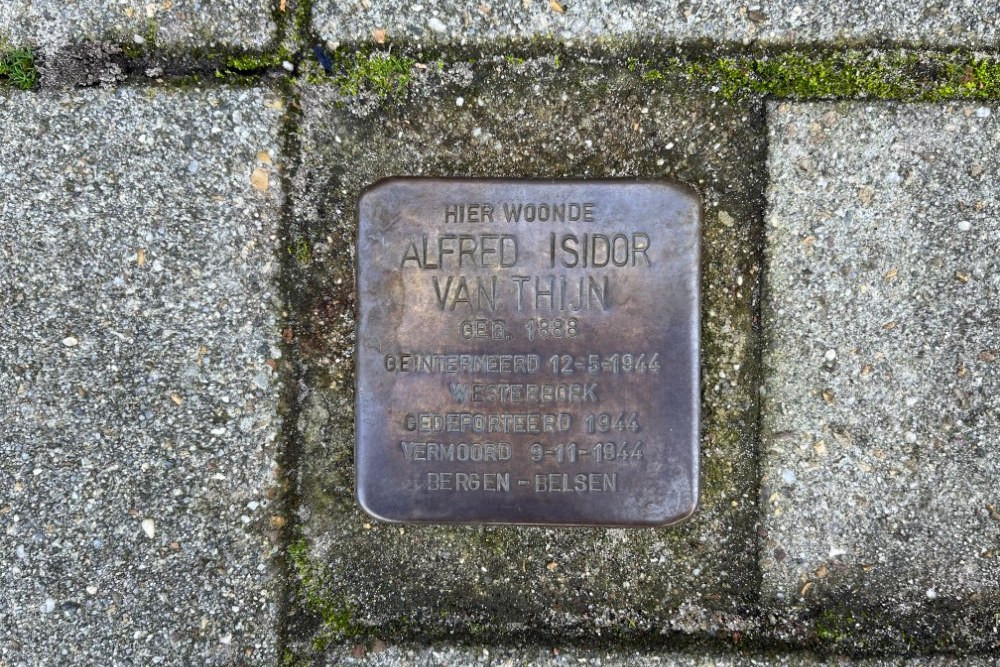 HIER WOONDE
ALFRED ISIDOR
VAN THIJN
GEB. 1888
GEÏNTERNEERD 12-5-1944
WESTERBORK
GEDEPORTEERD 1944
VERMOORD 9-11-1944
BERGEN-BELSEN